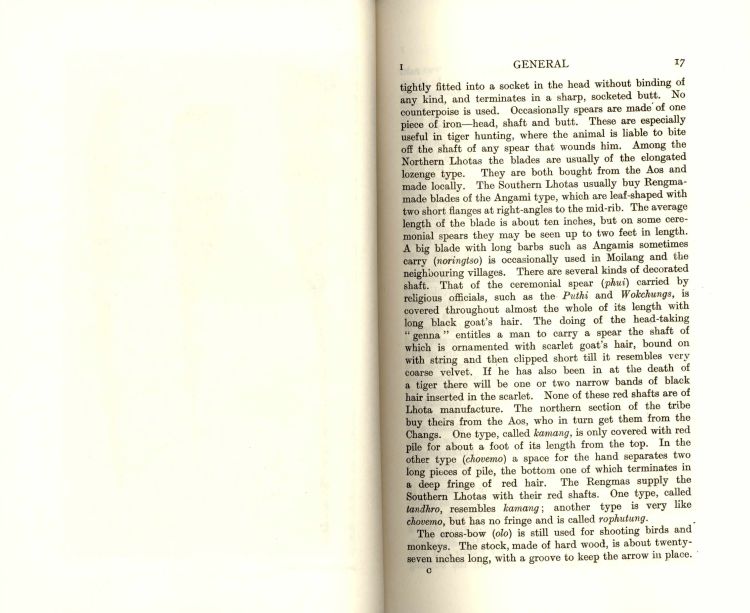 I GENERAL 17
tightly fitted into a socket in the head without binding of
any kind, and terminates in a sharp, socketed butt. No
counterpoise is used. Occasionally spears are made of one
piece of iron—head, shaft and butt. These are especially
useful in tiger hunting, where the animal is liable to bite
off the shaft of any spear that wounds him. Among the
Northern Lhotas the blades are usually of the elongated
lozenge type. They are both bought from the Aos and
made locally. The Southern Lhotas usually buy Rengma-
made blades of the Angami type, which are leaf-shaped with
two short flanges at right-angles to the mid-rib. The average
length of the blade is about ten inches, but on some cere-
monial spears they may be seen up to two feet in length.
A big blade with long barbs such as Angamis sometimes
carry (noringtso) is occasionally used in Moilang and the
neighbouring villages. There are several kinds of decorated
shaft. That of the ceremonial spear (phui) carried by
religious officials, such as the Puthi and Wokchungs, is
covered throughout almost the whole of its length with
long black goat's hair. The doing of the head-taking
"genna" entitles a man to carry a spear the shaft of
which is ornamented with scarlet goat's hair, bound on
with string and then clipped short till it resembles very
coarse velvet. If he has also been in at the death of
a tiger there will be one or two narrow bands of black
hair inserted in the scarlet. None of these red shafts are of
Lhota manufacture. The northern section of the tribe
buy theirs from the Aos, who in turn get them from the
Changs. One type, called kamang, is only covered with red
pile for about a foot of its length from the top. In the
other type (chovemo) a space for the hand separates two
long pieces of pile, the bottom one of which terminates in
a deep fringe of red hair. The Rengmas supply the
Southern Lhotas with their red shafts. One type, called
tandhro, resembles kamang; another type is very like
chovemo, but has no fringe and is called rophutung.
The cross-bow (olo) is still used for shooting birds and
monkeys. The stock, made of hard wood, is about twenty-
seven inches long, with a groove to keep the arrow in place.
C